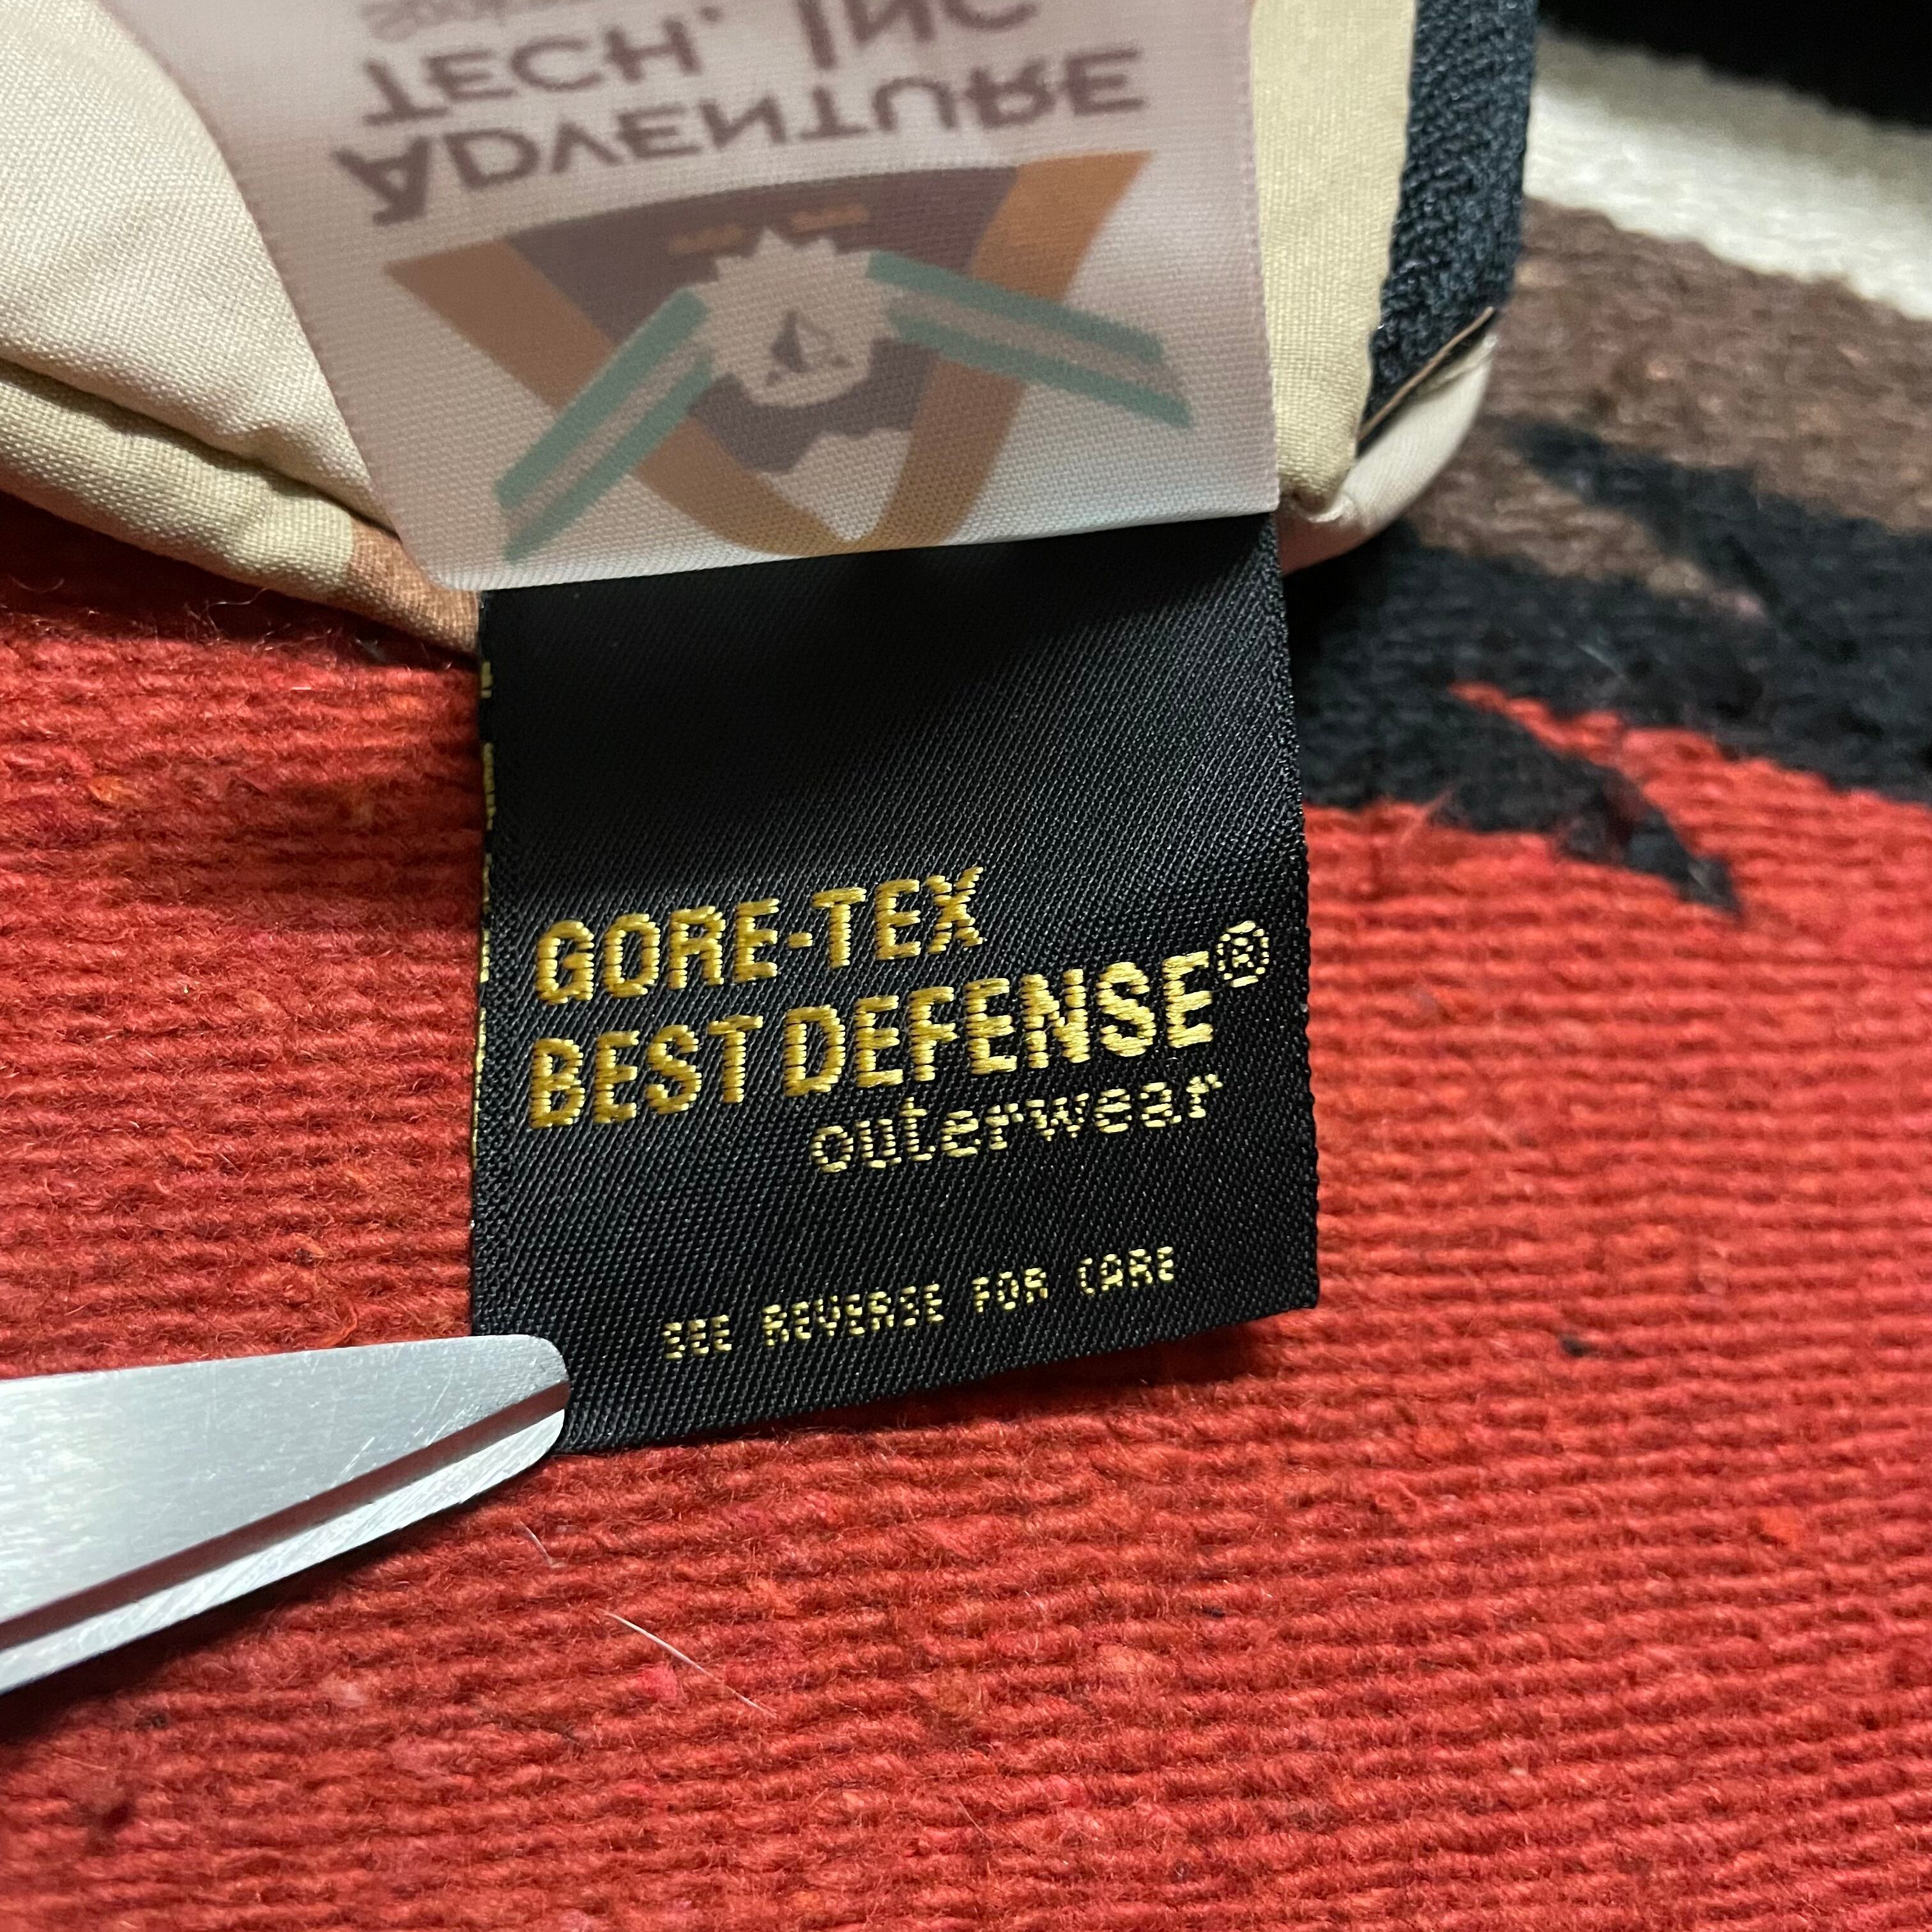 ADVENTURE
TECH, INC
GORE-TEX
BEST DEFENSE®
outerwear
SEE REVERSE FOR CARE